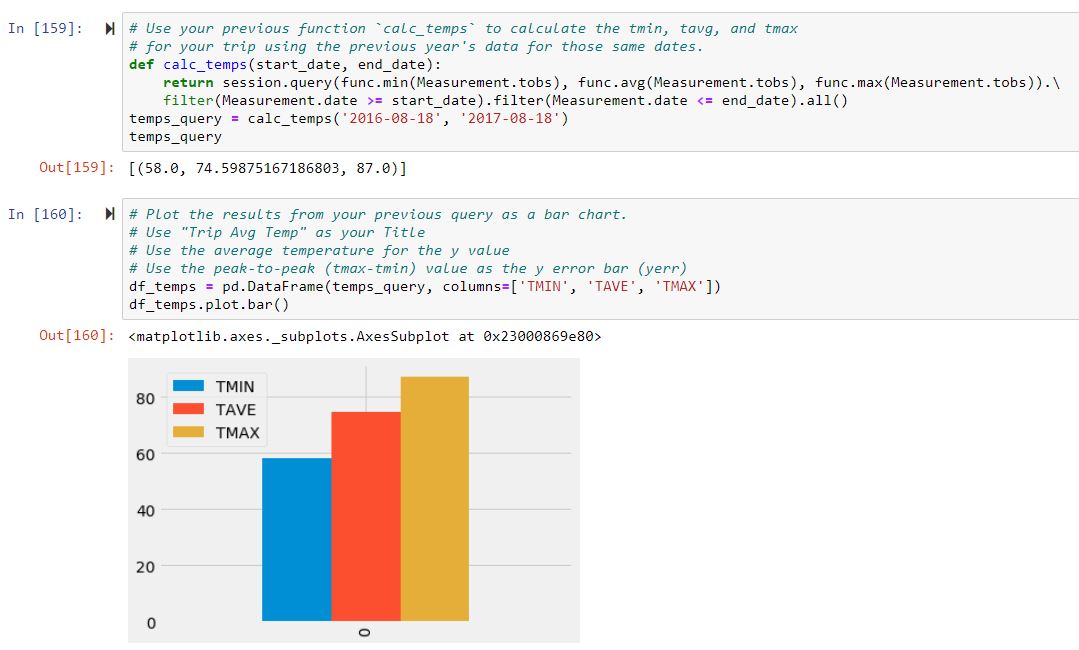 In [159]:
# Use your previous function `calc_temps` to calculate the tmin, tavg, and tmax
# for your trip using the previous year's data for those same dates.
def calc_temps(start_date, end_date):
    return session.query(func.min(Measurement.tobs), func.avg(Measurement.tobs), func.max(Measurement.tobs)).\
    filter(Measurement.date >= start_date).filter(Measurement.date <= end_date).all()
temps_query = calc_temps('2016-08-18', '2017-08-18')
temps_query
Out[159]: [(58.0, 74.59875167186803, 87.0)]
In [160]:
# Plot the results from your previous query as a bar chart.
# Use "Trip Avg Temp" as your Title
# Use the average temperature for the y value
# Use the peak-to-peak (tmax-tmin) value as the y error bar (yerr)
df_temps = pd.DataFrame(temps_query, columns=['TMIN', 'TAVE', 'TMAX'])
df_temps.plot.bar()
Out[160]: <matplotlib.axes._subplots.AxesSubplot at 0x23000869e80>
TMIN
TAVE
TMAX
80
60
40
20
0
0